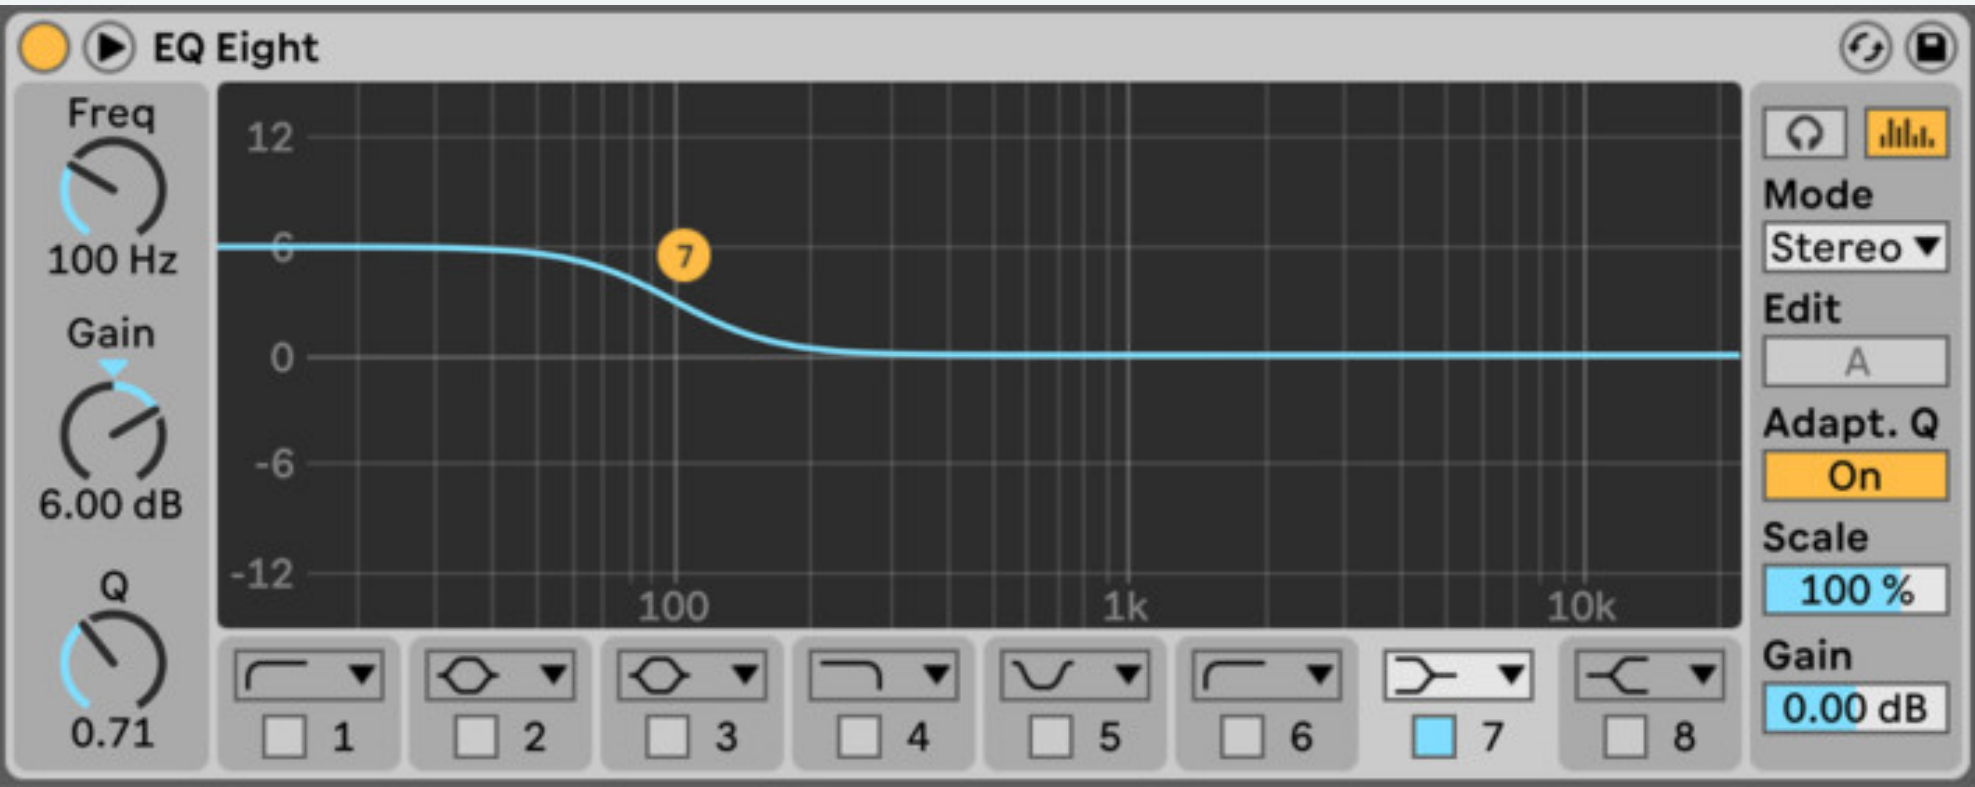 EQ Eight
Freq
100 Hz
Gain
6.00 dB
Q
0.71
12
6
0
-6
-12
7
100
1k
10k
1
2
3
4
5
6
7
8
Mode
Stereo
Edit
A
Adapt. Q
On
Scale
100 %
Gain
0.00 dB